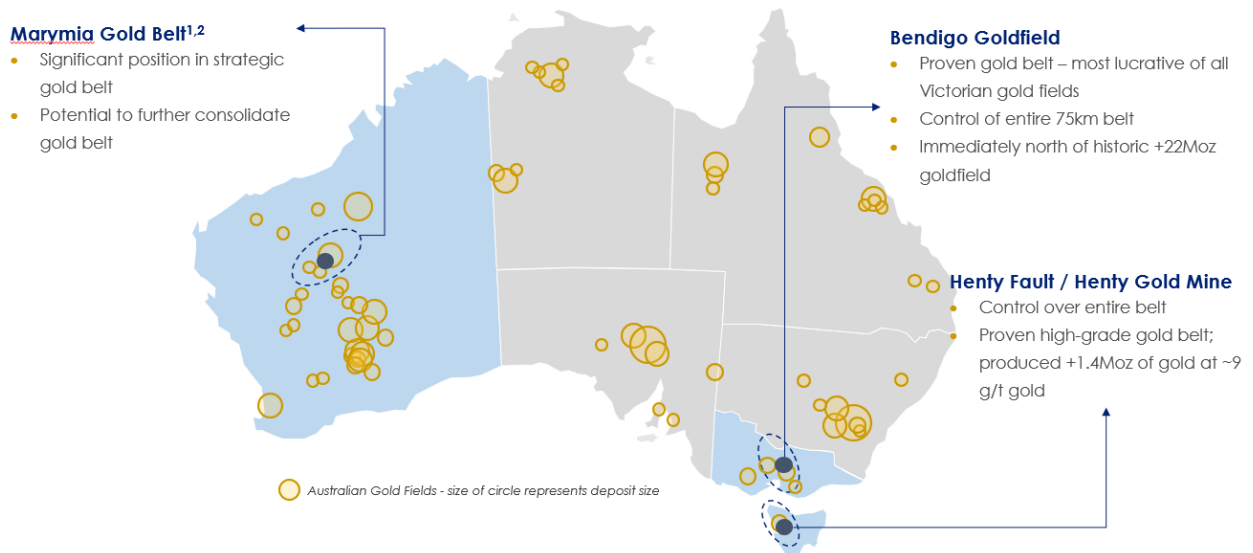 Marymia Gold Belt1,2
• Significant position in strategic
gold belt
• Potential to further consolidate
gold belt
Bendigo Goldfield
• Proven gold belt – most lucrative of all
Victorian gold fields
• Control of entire 75km belt
• Immediately north of historic +22Moz
goldfield
Henty Fault / Henty Gold Mine
• Control over entire belt
• Proven high-grade gold belt;
produced +1.4Moz of gold at ~9
g/t gold
Australian Gold Fields - size of circle represents deposit size